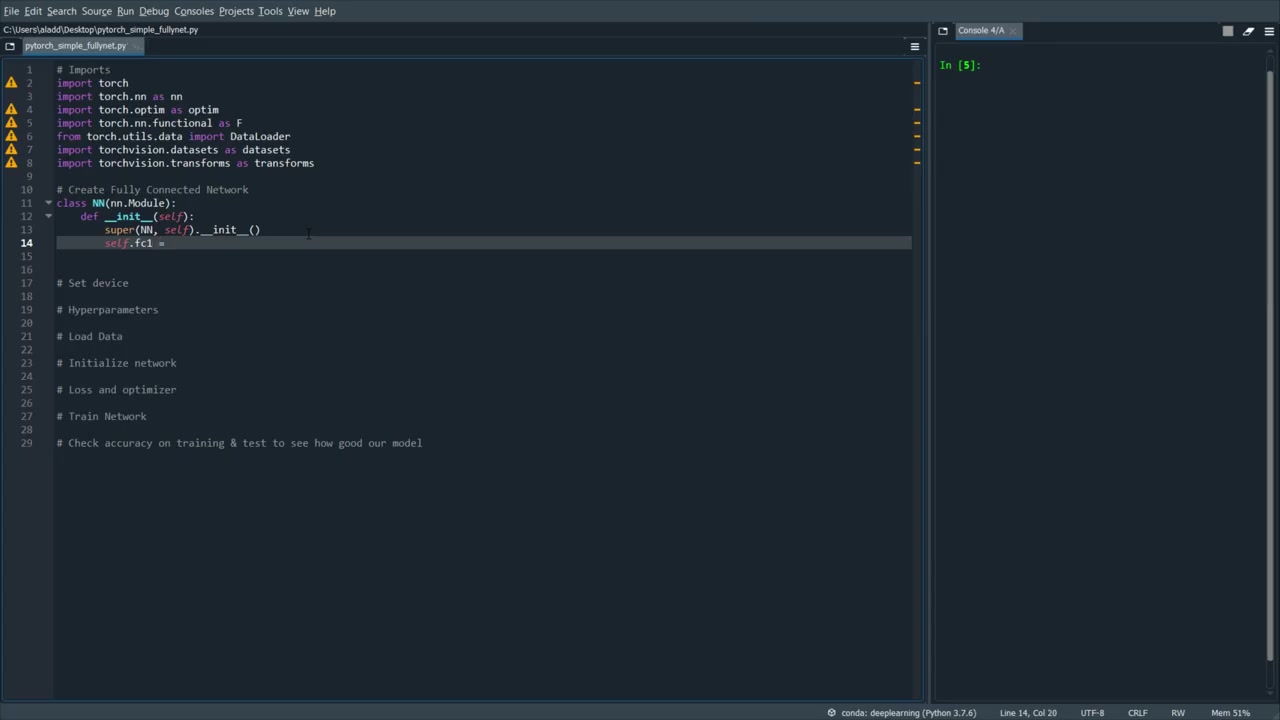 File Edit Search Source Run Debug Consoles Projects Tools View Help
C:\Users\aladd\Desktop\pytorch_simple_fullynet.py
pytorch_simple_fullynet.py
1 # Imports
2 import torch
3 import torch.nn as nn
4 import torch.optim as optim
5 import torch.nn.functional as F
6 from torch.utils.data import DataLoader
7 import torchvision.datasets as datasets
8 import torchvision.transforms as transforms
9
10 # Create Fully Connected Network
11 class NN(nn.Module):
12 def __init__(self):
13 super(NN, self).__init__()
14 self.fc1 =
15
16
17 # Set device
18
19 # Hyperparameters
20
21 # Load Data
22
23 # Initialize network
24
25 # Loss and optimizer
26
27 # Train Network
28
29 # Check accuracy on training & test to see how good our model
Console 4/A
In [5]:
conda: deeplearning (Python 3.7.6) Line 14, Col 20 UTF-8 CRLF RW Mem 51%